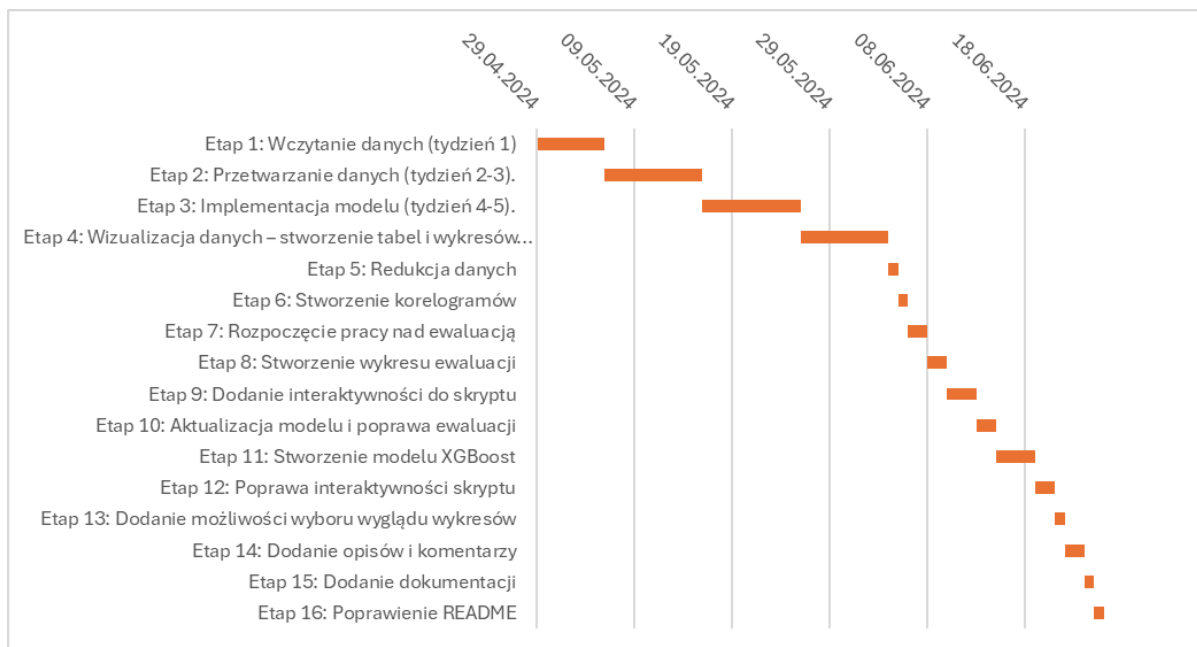 29.04.2024
09.05.2024
19.05.2024
29.05.2024
08.06.2024
18.06.2024
Etap 1: Wczytanie danych (tydzień 1)
Etap 2: Przetwarzanie danych (tydzień 2-3).
Etap 3: Implementacja modelu (tydzień 4-5).
Etap 4: Wizualizacja danych – stworzenie tabel i wykresów…
Etap 5: Redukcja danych
Etap 6: Stworzenie korelogramów
Etap 7: Rozpoczęcie pracy nad ewaluacją
Etap 8: Stworzenie wykresu ewaluacji
Etap 9: Dodanie interaktywności do skryptu
Etap 10: Aktualizacja modelu i poprawa ewaluacji
Etap 11: Stworzenie modelu XGBoost
Etap 12: Poprawa interaktywności skryptu
Etap 13: Dodanie możliwości wyboru wyglądu wykresów
Etap 14: Dodanie opisów i komentarzy
Etap 15: Dodanie dokumentacji
Etap 16: Poprawienie README